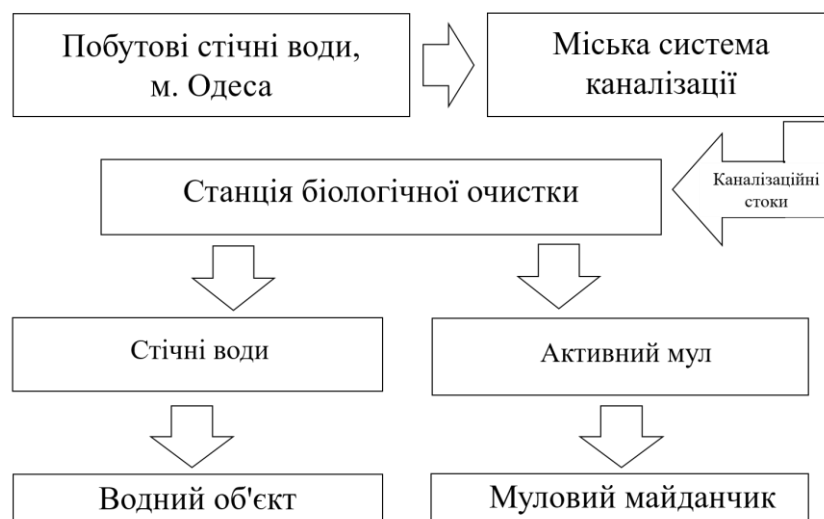 Побутові стічні води,
м. Одеса
Міська система
каналізації
Станція біологічної очистки
Каналізаційні
стоки
Стічні води
Активний мул
Водний об'єкт
Муловий майданчик